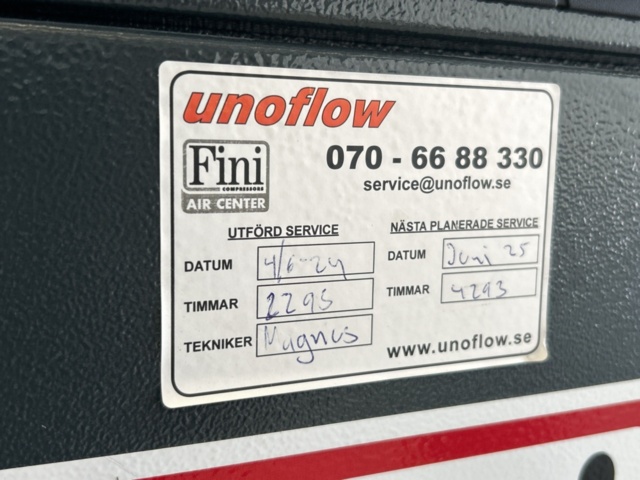 unoflow
Fini
COMPRESSORS
AIR CENTER
070 - 66 88 330
service@unoflow.se
UTFÖRD SERVICE
DATUM 4/6-24
TIMMAR 2295
TEKNIKER Magnus
NÄSTA PLANERADE SERVICE
DATUM Juni 25
TIMMAR 4293
www.unoflow.se